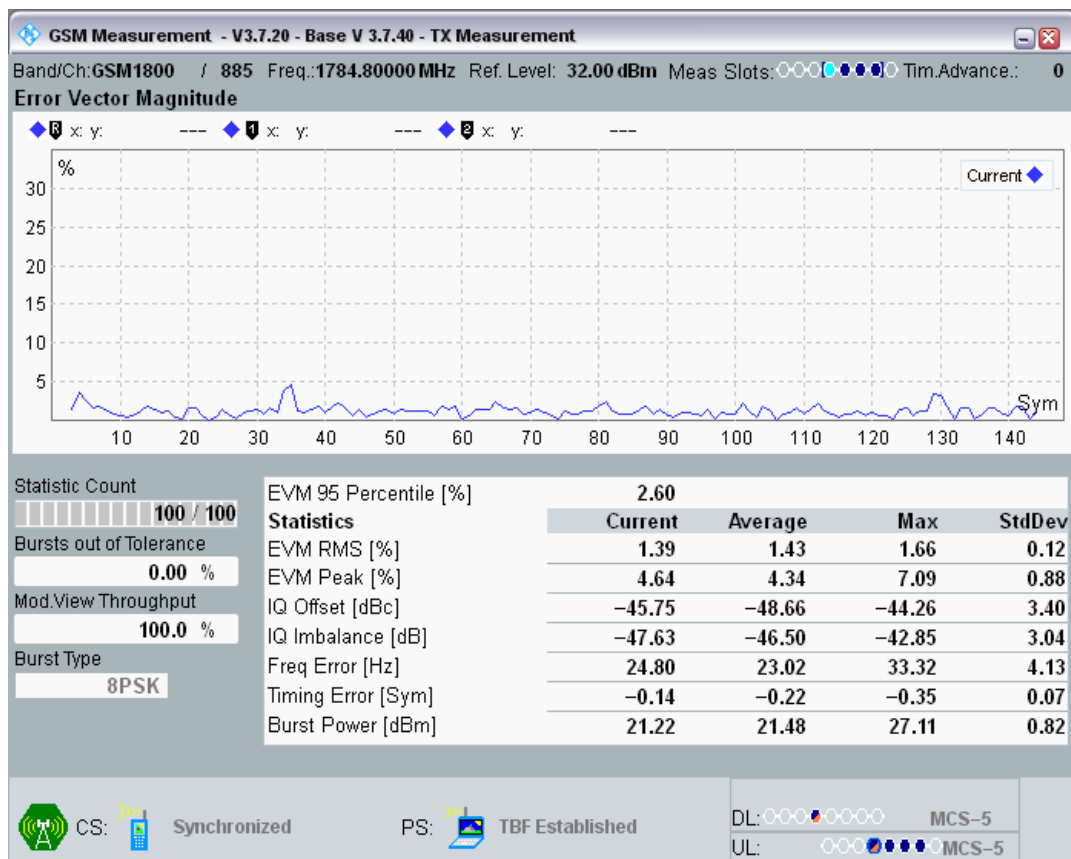 GSM Measurement - V3.7.20 - Base V 3.7.40 - TX Measurement
Band/Ch:GSM1800 / 885 Freq.:1784.80000 MHz Ref. Level: 32.00 dBm Meas Slots: Tim.Advance.: 0
Error Vector Magnitude
R x: y: --- 1 x: y: --- 2 x: y: ---
%
Current
30
25
20
15
10
5
Sym
10 20 30 40 50 60 70 80 90 100 110 120 130 140
Statistic Count
100 / 100
Bursts out of Tolerance
0.00 %
Mod.View Throughput
100.0 %
Burst Type
8PSK
EVM 95 Percentile [%] 2.60
Statistics Current Average Max StdDev
EVM RMS [%] 1.39 1.43 1.66 0.12
EVM Peak [%] 4.64 4.34 7.09 0.88
IQ Offset [dBc] −45.75 −48.66 −44.26 3.40
IQ Imbalance [dB] −47.63 −46.50 −42.85 3.04
Freq Error [Hz] 24.80 23.02 33.32 4.13
Timing Error [Sym] −0.14 −0.22 −0.35 0.07
Burst Power [dBm] 21.22 21.48 27.11 0.82
CS: Synchronized PS: TBF Established
DL: MCS−5
UL: MCS−5